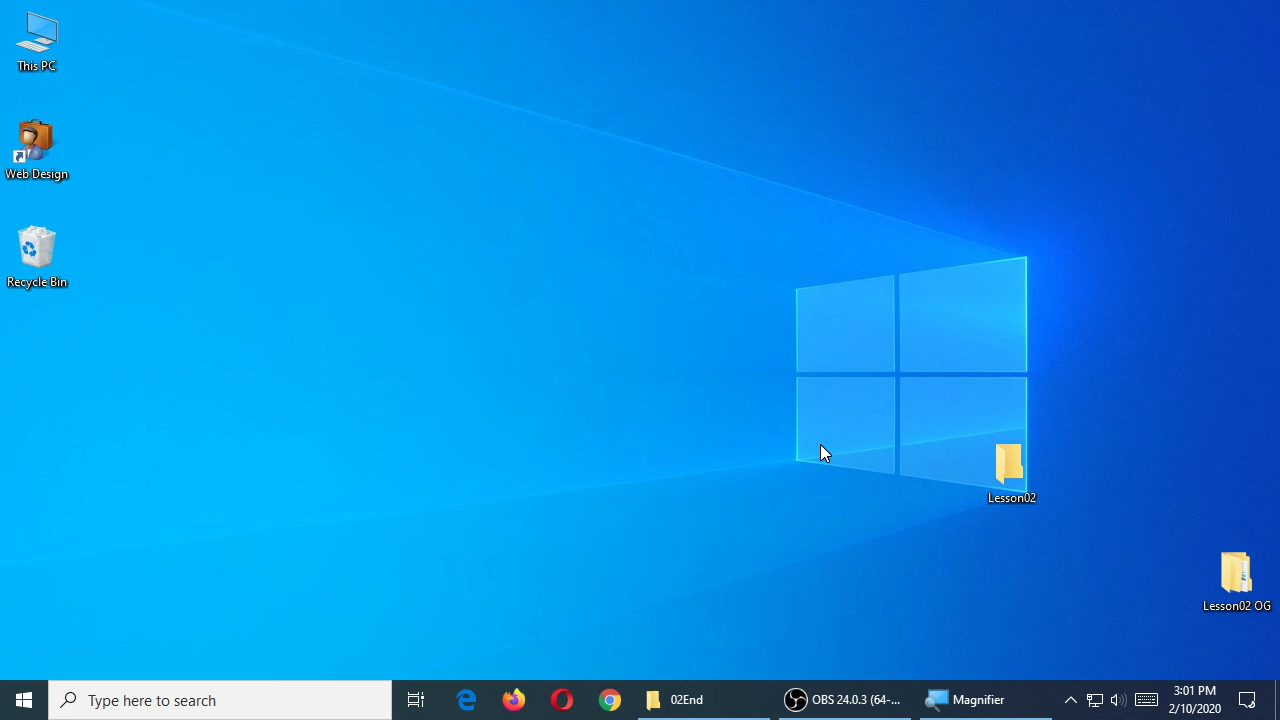 This PC
Web Design
Recycle Bin
Lesson02
Lesson02 OG
Type here to search
02End
OBS 24.0.3 (64-...
Magnifier
3:01 PM
2/10/2020